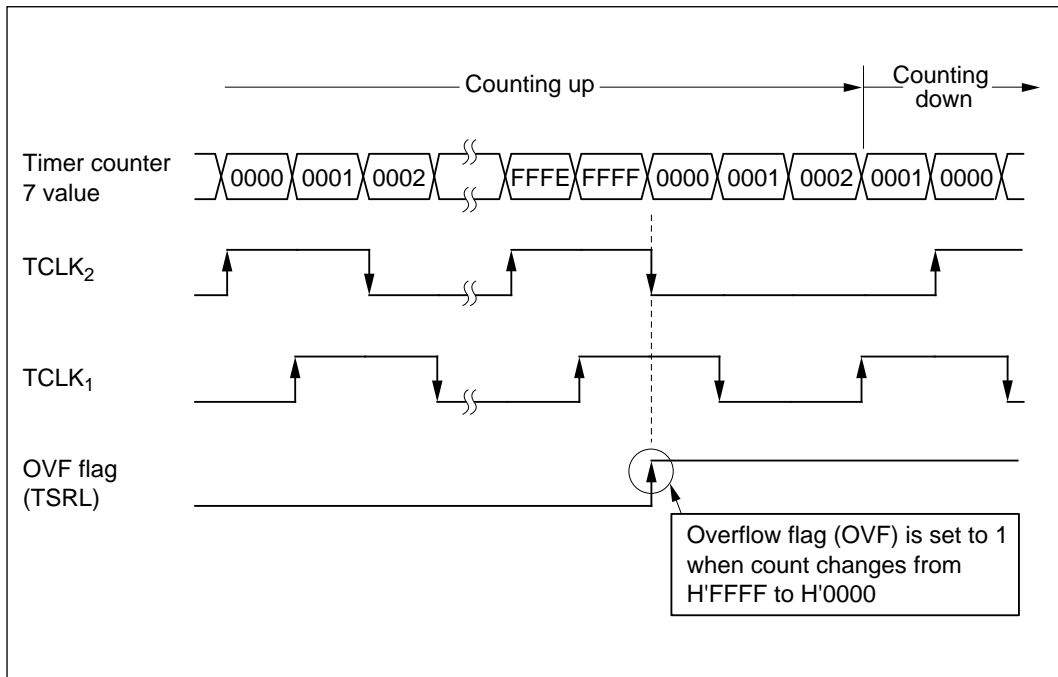 Counting up
Counting
down
Timer counter
7 value
0000 0001 0002 FFFE FFFF 0000 0001 0002 0001 0000
TCLK2
TCLK1
OVF flag
(TSRL)
Overflow flag (OVF) is set to 1
when count changes from
H'FFFF to H'0000